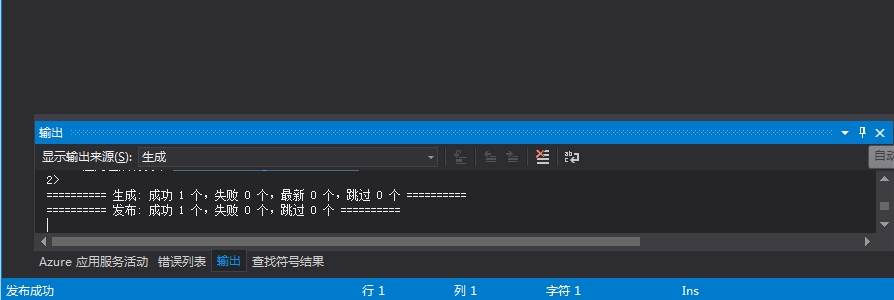 输出
显示输出来源(S): 生成
自动
2>
========== 生成: 成功 1 个，失败 0 个，最新 0 个，跳过 0 个 ==========
========== 发布: 成功 1 个，失败 0 个，跳过 0 个 ==========
Azure 应用服务活动 错误列表 输出 查找符号结果
发布成功 行 1 列 1 字符 1 Ins